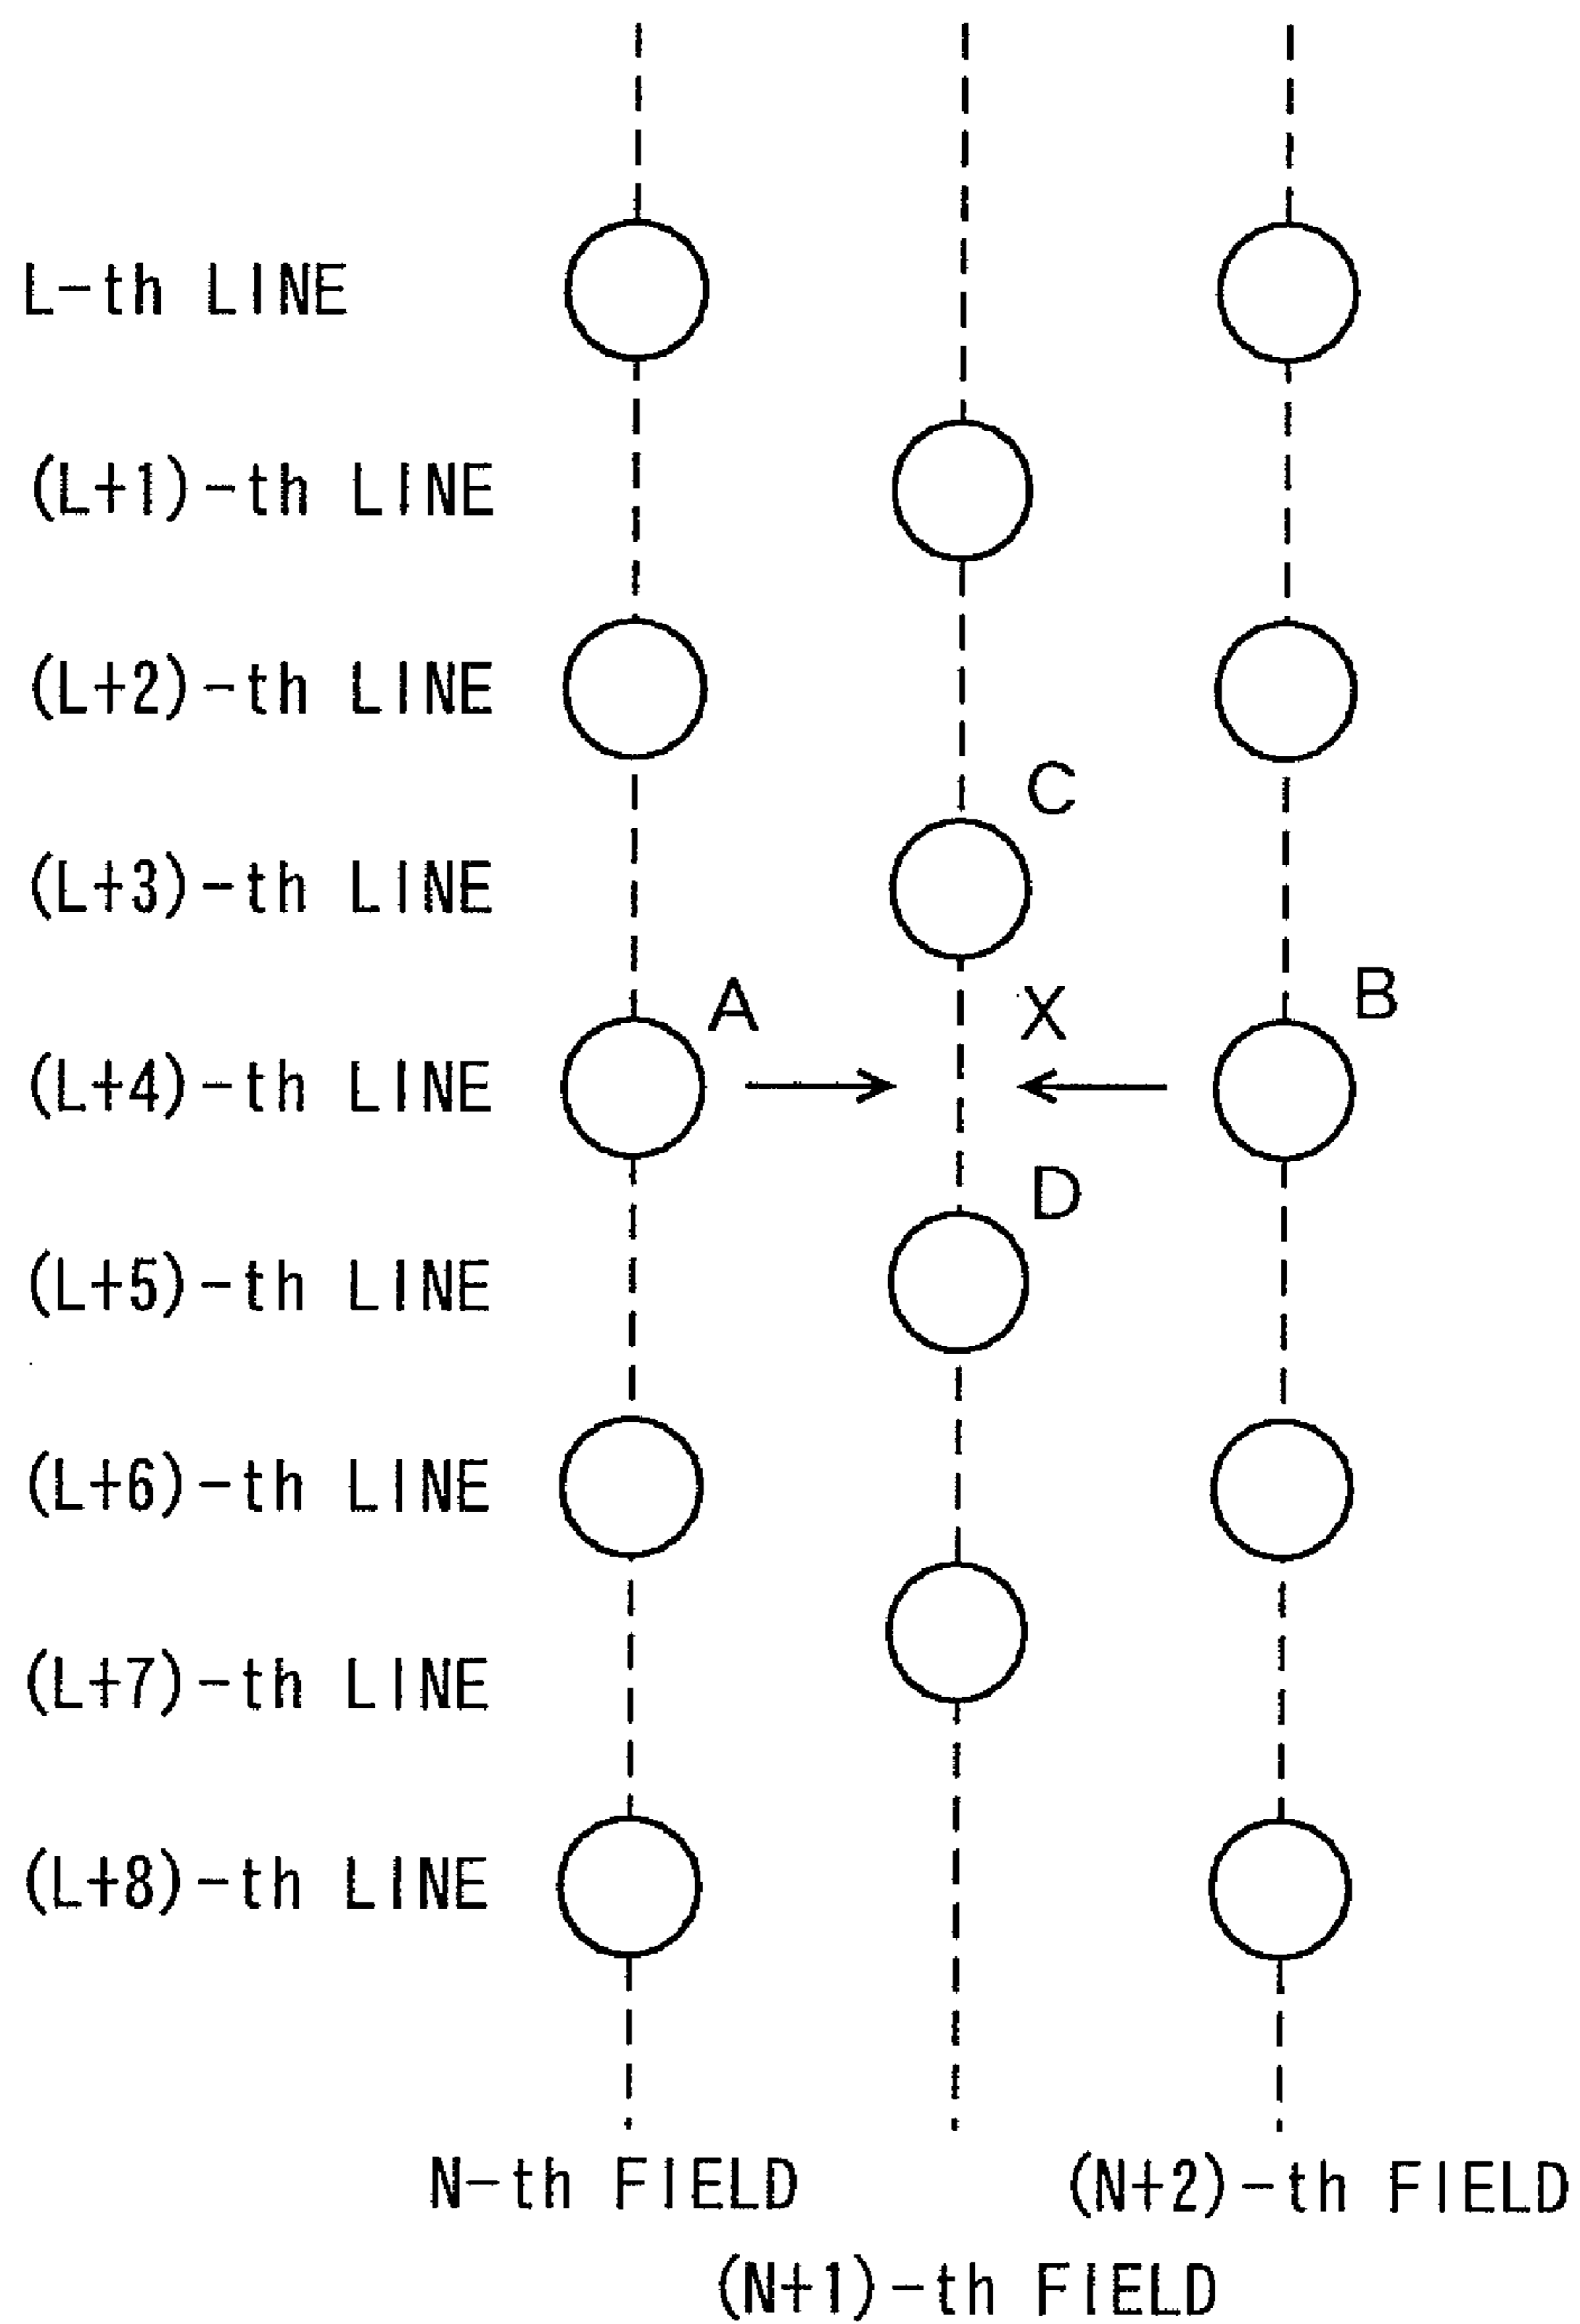 L-th LINE
(L+1)-th LINE
(L+2)-th LINE
C
(L+3)-th LINE
A
X
B
(L+4)-th LINE
D
(L+5)-th LINE
(L+6)-th LINE
(L+7)-th LINE
(L+8)-th LINE
N-th FIELD
(N+2)-th FIELD
(N+1)-th FIELD